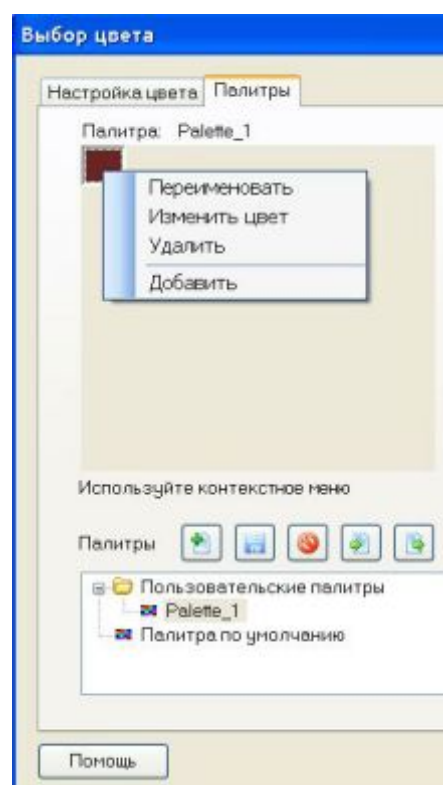 Выбор цвета
Настройка цвета Палитры
Палитра: Palette_1
Переименовать
Изменить цвет
Удалить
Добавить
Используйте контекстное меню
Палитры
Пользовательские палитры
Palette_1
Палитра по умолчанию
Помощь